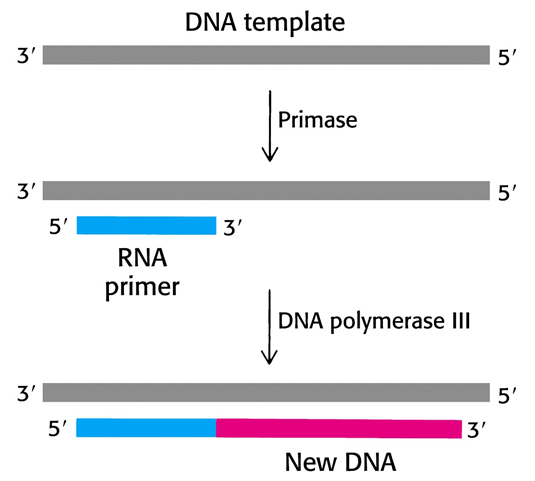 DNA template
3′ 5′
Primase
3′ 5′
5′ 3′
RNA
primer
DNA polymerase III
3′ 5′
5′ 3′
New DNA